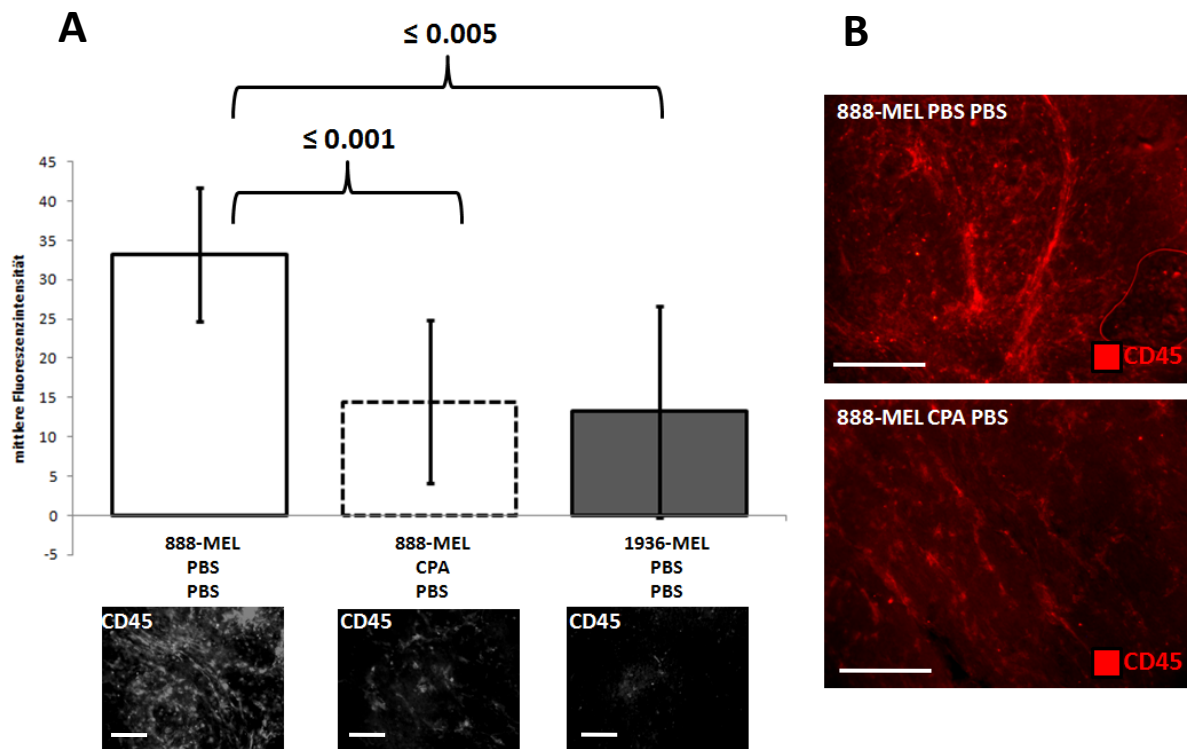 A
≤ 0.005
≤ 0.001
45
40
35
30
25
20
15
10
5
0
-5
mittlere Fluoreszenzintensität
888-MEL
PBS
PBS
888-MEL
CPA
PBS
1936-MEL
PBS
PBS
CD45
CD45
CD45
B
888-MEL PBS PBS
CD45
888-MEL CPA PBS
CD45